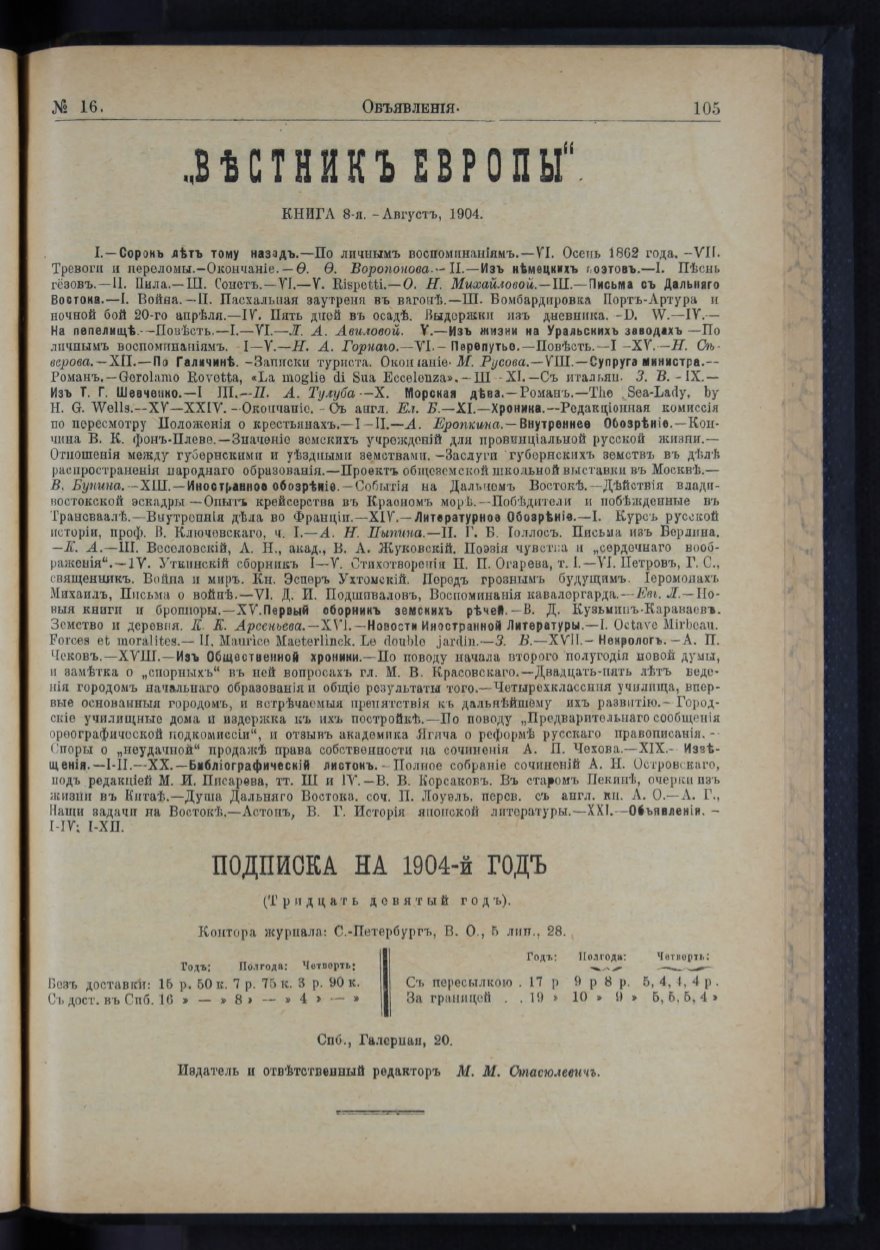 № 16.
Объявленія.
105
„ВѢСТНИКЪ ЕВРОПЫ“.
КНИГА 8-я. – Августъ, 1904.
I.—Сорокъ лѣтъ тому назадъ.—По личнымъ воспоминаніямъ.—VI. Осень 1862 года. –VII.
Тревоги и переломы.—Окончаніе.—Ѳ. Ѳ. Воропонова.—II.—Изъ нѣмецкихъ поэтовъ.—I. Пѣснь
гёзовъ.—II. Пила.—III. Сонетъ.—VI.—V. Rispetti.—О. Н. Михайловой.—III.—Письма съ Дальняго
Востока.—I. Война.—II. Пасхальная заутреня въ вагонѣ.—III. Бомбардировка Портъ-Артура и
ночной бой 20-го апрѣля.—IV. Пять дней въ осадѣ. Выдержки изъ дневника. –D. W.—IV.—
На пепелищѣ.—Повѣсть.—I.—VI.—Л. А. Авиловой. V.—Изъ жизни на Уральскихъ заводахъ —По
личнымъ воспоминаніямъ. I—V.—Н. А. Горнаго.—VI.—Перепутье.—Повѣсть.—I –XV.—Н. Сѣ-
верова.—XII.—По Галичинѣ. –Записки туриста. Окончаніе. М. Русова.—VIII.—Супруга министра.—
Романъ.—Gerolamo Rovetta, «La moglie di Sua Eccelenza».—III –XI.—Съ итальян. З. В. –IX.—
Изъ Т. Г. Шевченко.—I III.—П. А. Тулуба —X. Морская дѣва.—Романъ.—The Sea-Lady, by
H. G. Wells.—XV—XXIV. –Окончаніе. – Съ англ. Ел. Б.—XI.—Хроника.—Редакціонная комиссія
по пересмотру Положенія о крестьянахъ.—I –II.—А. Еропкина.—Внутреннее Обозрѣніе.—Кон-
чина В. К. фонъ-Плеве.—Значеніе земскихъ учрежденій для провинціальной русской жизни.—
Отношенія между губернскими и уѣздными земствами. –Заслуги губернскихъ земствъ въ дѣлѣ
распространенія народнаго образованія.—Проектъ общеземской школьной выставки въ Москвѣ.—
В. Бунина.—XIII.—Иностранное обозрѣніе.—Событія на Дальнемъ Востокѣ.—Дѣйствія влади-
востокской эскадры —Опытъ крейсерства въ Красномъ морѣ.—Побѣдители и побѣжденные въ
Трансваалѣ.—Внутреннія дѣла во Франціи.—XIV.—Литературное Обозрѣніе.—I. Курсъ русской
исторіи, проф. В. Ключевскаго, ч. I.—А. Н. Пыпина.—II. Г. Б. Іоллосъ. Письма изъ Берлина.
—К. А.—III. Веселовскій, А. Н., акад., В. А. Жуковскій. Поэзія чувства и „сердечнаго вооб-
раженія“.—IV. Уткинскій сборникъ I—V. Стихотворенія Н. П. Огарева, т. I.—VI. Петровъ, Г. С.,
священникъ. Война и миръ. Кн. Эсперъ Ухтомскій. Передъ грознымъ будущимъ. Іеромонахъ
Михаилъ, Письма о войнѣ.—VI. Д. И. Подшиваловъ, Воспоминанія кавалергарда.—Евг. Л.—Но-
выя книги и брошюры.—XV.Первый сборникъ земскихъ рѣчей.—В. Д. Кузьминъ-Караваевъ.
Земство и деревня. К. К. Арсеньева.—XVI.—Новости Иностранной Литературы.—I. Octave Mirbeau.
Forces et moralites.— II. Maurice Maeterlinck. Le double jardin.—З. В.—XVII.– Некрологъ. –А. П.
Чеховъ.—XVIII.—Изъ Общественной хроники.—По поводу начала второго полугодія новой думы,
и замѣтка о „спорныхъ“ въ ней вопросахъ гл. М. В. Красовскаго.—Двадцать-пять лѣтъ веде-
нія городомъ начальнаго образованія и общіе результаты того.—Четырехклассныя училища, впер-
вые основанныя городомъ, и встрѣчаемыя препятствія къ дальнѣйшему ихъ развитію.– Город-
скіе училищные дома и издержка къ ихъ постройкѣ.—По поводу „Предварительнаго сообщенія
орѳографической подкомиссіи“, и отзывъ академика Ягича о реформѣ русскаго правописанія. –
Споры о „неудачной“ продажѣ права собственности на сочиненія А. П. Чехова.—XIX.– Извѣ-
щенія.—I-II.—XX.—Библіографическій листокъ.– Полное собраніе сочиненій А. Н. Островскаго,
подъ редакціей М. И. Писарева, тт. III и IV.—В. В. Корсаковъ. Въ старомъ Пекинѣ, очерки изъ
жизни въ Китаѣ.—Душа Дальняго Востока, соч. П. Лоуэль, перев. съ англ. кн. А. О.—А. Г.,
Наши задачи на Востокѣ.—Астонъ, В. Г. Исторія японской литературы.—XXI.—Объявленія. –
I-IV; I-XII.
ПОДПИСКА НА 1904-й ГОДЪ
(Тридцать девятый годъ).
Контора журнала: С.-Петербургъ, В. О., 5 лин., 28.
Годъ: Полгода: Четверть:
Безъ доставки: 15 р. 50 к. 7 р. 75 к. 3 р. 90 к.
Съ дост. въ Спб. 16 » — » 8 » — » 4 » — »
Годъ: Полгода: Четверть:
Съ пересылкою . 17 р 9 р 8 р. 5, 4, 4, 4 р.
За границей . . 19 » 10 » 9 » 5, 5, 5, 4 »
Спб., Галерная, 20.
Издатель и отвѣтственный редакторъ М. М. Стасюлевичъ.